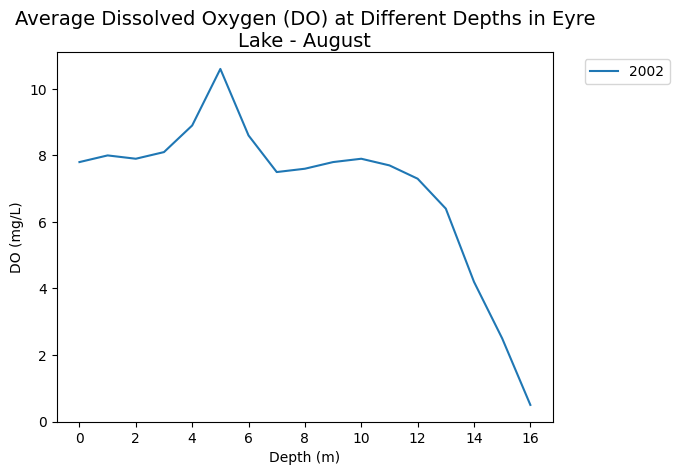 Average Dissolved Oxygen (DO) at Different Depths in Eyre
Lake - August
2002
10
8
6
4
2
0
DO (mg/L)
0 2 4 6 8 10 12 14 16
Depth (m)